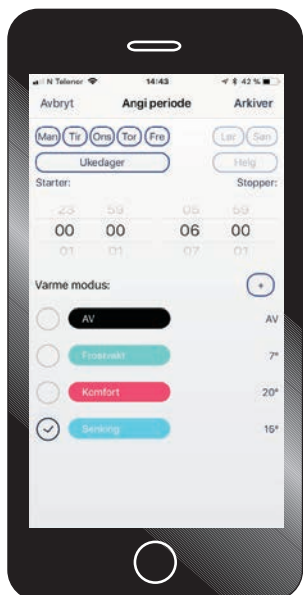 N Telenor 14:43 42 %
Avbryt Angi periode Arkiver
Man Tir Ons Tor Fre Lør Søn
Ukedager Helg
Starter: Stopper:
23 59 05 59
00 00 06 00
01 01 07 01
Varme modus: +
AV AV
Frostvakt 7°
Komfort 20°
Senking 15°